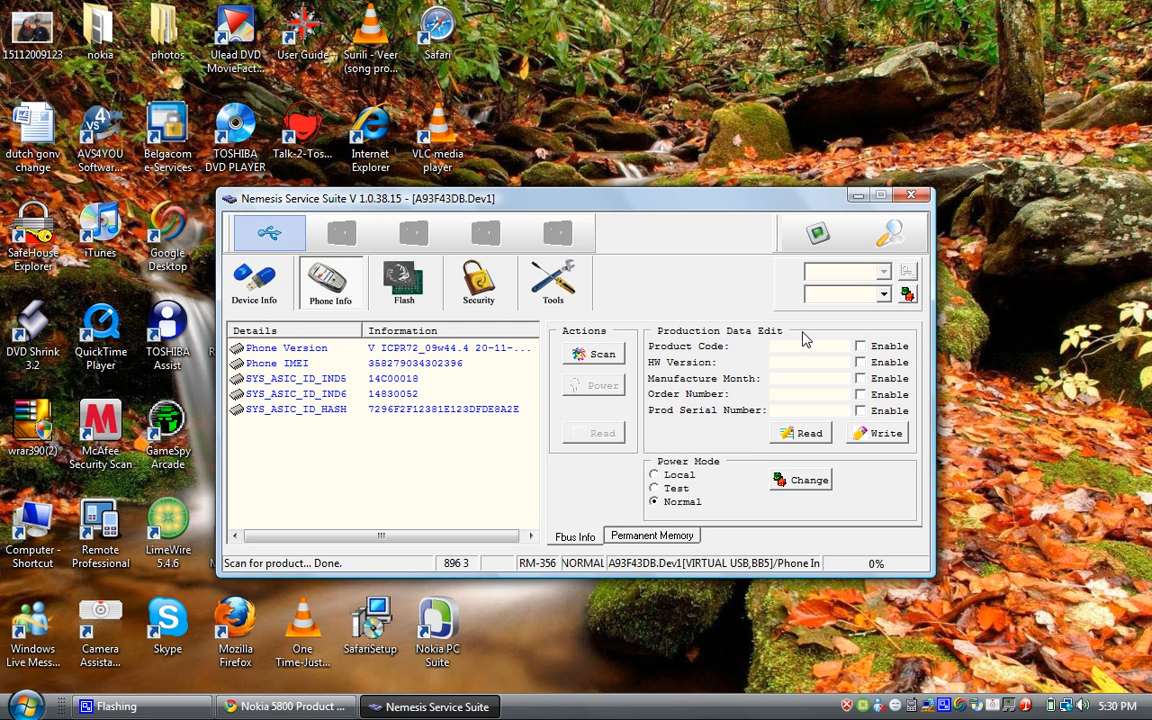 15112009123
nokia
photos
Ulead DVD
MovieFact...
User Guide
Surili - Veer
(song pro...
Safari
dutch gonv
change
AVS4YOU
Softwar...
Belgacom
e-Services
TOSHIBA
DVD PLAYER
Talk-2-Tos...
Internet
Explorer
VLC media
player
SafeHouse
Explorer
iTunes
Google
Desktop
DVD Shrink
3.2
QuickTime
Player
TOSHIBA
Assist
wrar390(2)
McAfee
Security Scan
GameSpy
Arcade
Computer -
Shortcut
Remote
Professional
LimeWire
5.4.6
Windows
Live Mess...
Camera
Assista...
Skype
Mozilla
Firefox
One
Time-Just...
SafariSetup
Nokia PC
Suite
Nemesis Service Suite V 1.0.38.15 - [A93F43DB.Dev1]
Device Info
Phone Info
Flash
Security
Tools
Details Information
Phone Version V ICPR72_09w44.4 20-11-...
Phone IMEI 358279034302396
SYS_ASIC_ID_IND5 14C00018
SYS_ASIC_ID_IND6 14830052
SYS_ASIC_ID_HASH 7296F2F12381E123DFDE8A2E
Actions
Scan
Power
Read
Production Data Edit
Product Code: Enable
HW Version: Enable
Manufacture Month: Enable
Order Number: Enable
Prod Serial Number: Enable
Read Write
Power Mode
Local
Test
Normal
Change
Fbus Info Permanent Memory
Scan for product... Done. 896 3 RM-356 NORMAL A93F43DB.Dev1[VIRTUAL USB,BB5]/Phone In 0%
Flashing
Nokia 5800 Product ...
Nemesis Service Suite
5:30 PM